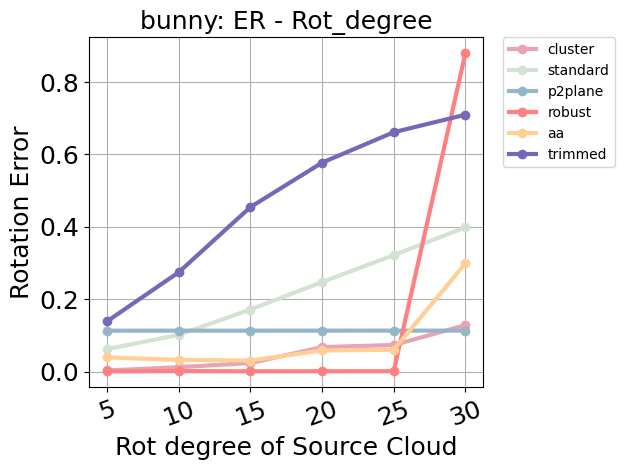 bunny: ER - Rot_degree
cluster
standard
p2plane
robust
aa
trimmed
Rotation Error
0.8
0.6
0.4
0.2
0.0
5 10 15 20 25 30
Rot degree of Source Cloud